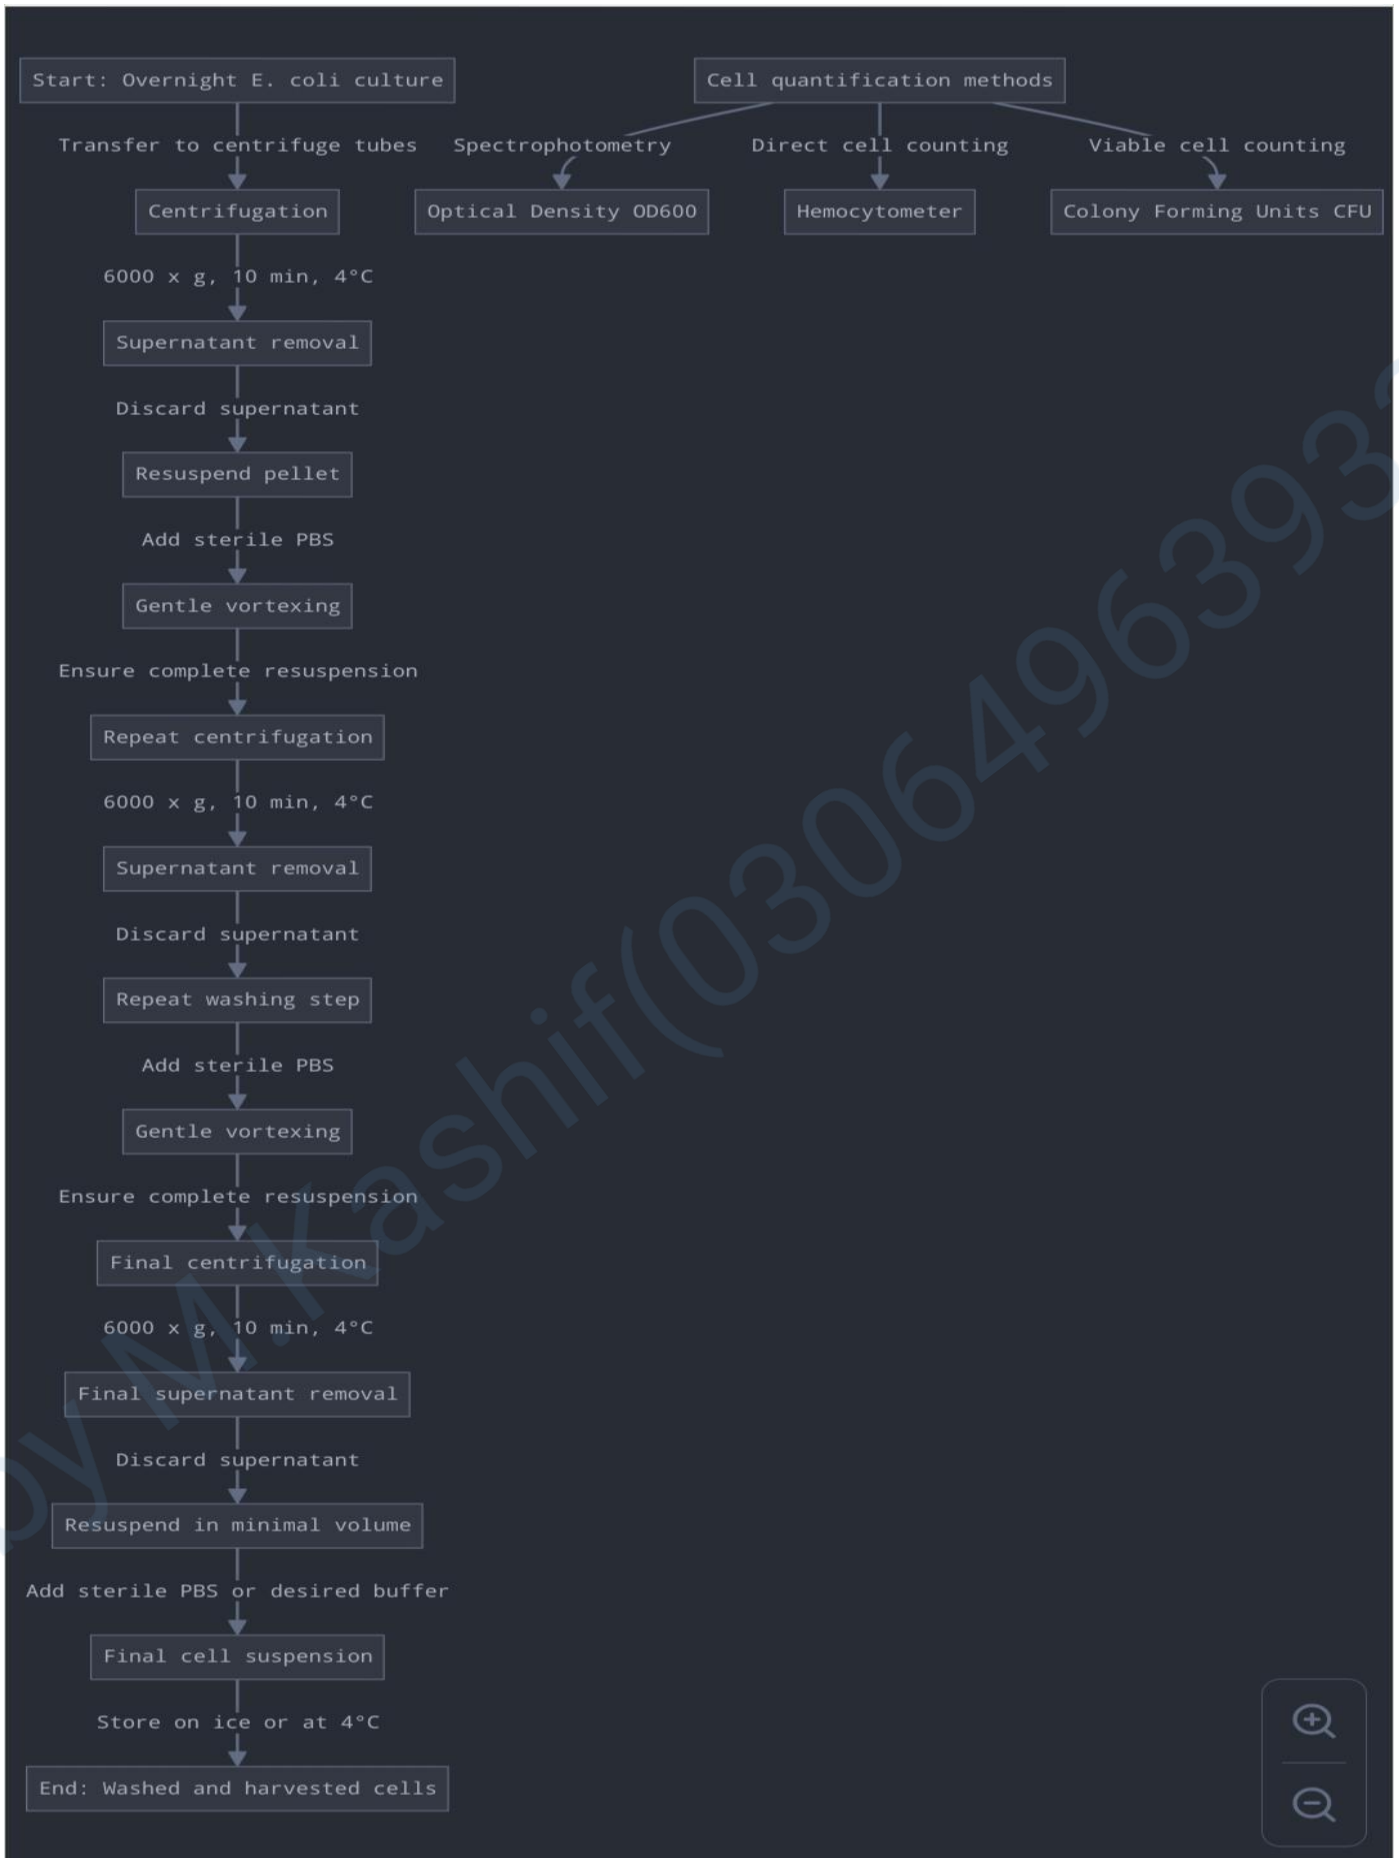 Start: Overnight E. coli culture
Transfer to centrifuge tubes
Centrifugation
6000 x g, 10 min, 4°C
Supernatant removal
Discard supernatant
Resuspend pellet
Add sterile PBS
Gentle vortexing
Ensure complete resuspension
Repeat centrifugation
6000 x g, 10 min, 4°C
Supernatant removal
Discard supernatant
Repeat washing step
Add sterile PBS
Gentle vortexing
Ensure complete resuspension
Final centrifugation
6000 x g, 10 min, 4°C
Final supernatant removal
Discard supernatant
Resuspend in minimal volume
Add sterile PBS or desired buffer
Final cell suspension
Store on ice or at 4°C
End: Washed and harvested cells
Cell quantification methods
Spectrophotometry
Direct cell counting
Viable cell counting
Optical Density OD600
Hemocytometer
Colony Forming Units CFU
by M.Kashif(0306496393